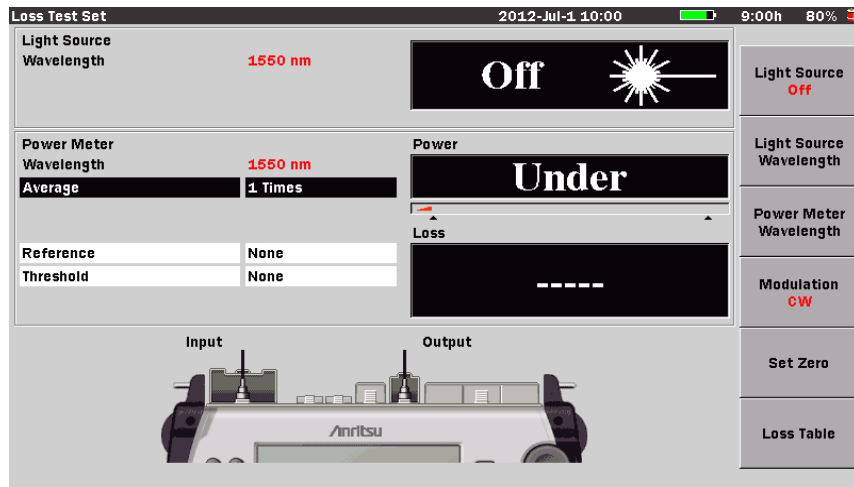 Loss Test Set 2012-Jul-1 10:00 9:00h 80%
Light Source
Wavelength 1550 nm
Off
Power Meter
Wavelength 1550 nm
Average 1 Times
Reference None
Threshold None
Power
Under
Loss
-----
Input Output
Anritsu
Light Source
Off
Light Source
Wavelength
Power Meter
Wavelength
Modulation
CW
Set Zero
Loss Table